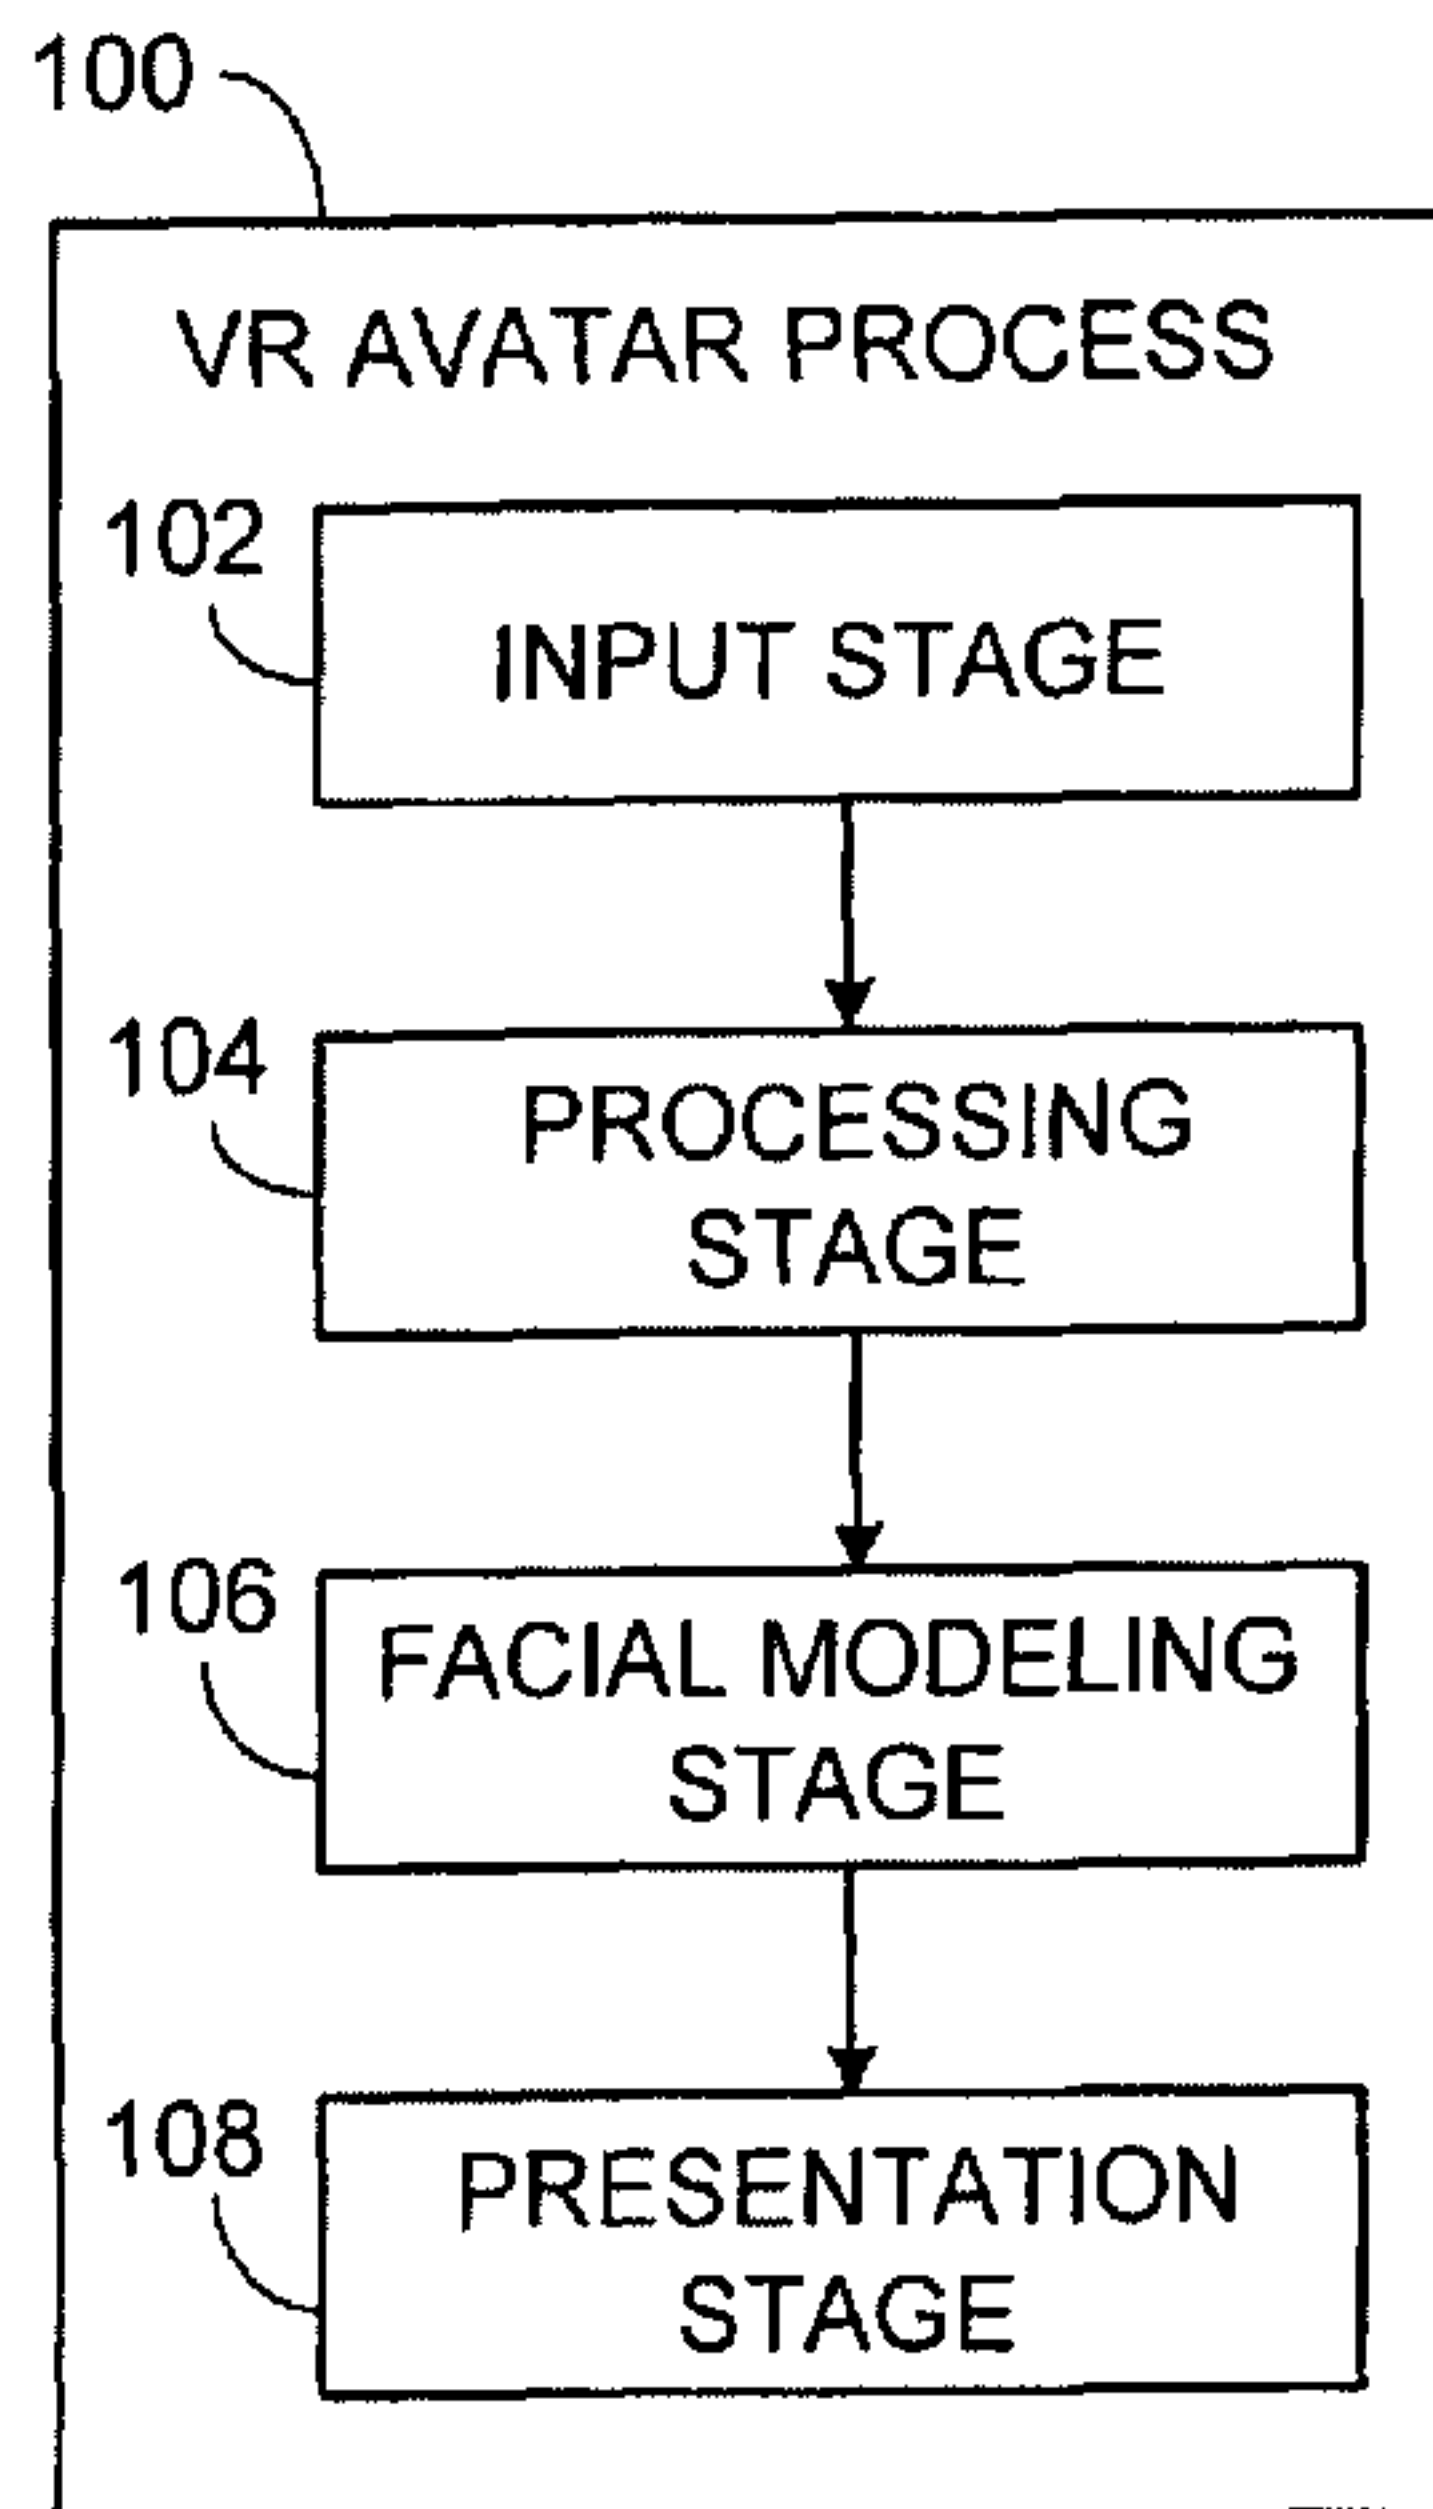 100
VR AVATAR PROCESS
102
INPUT STAGE
104
PROCESSING
STAGE
106
FACIAL MODELING
STAGE
108
PRESENTATION
STAGE